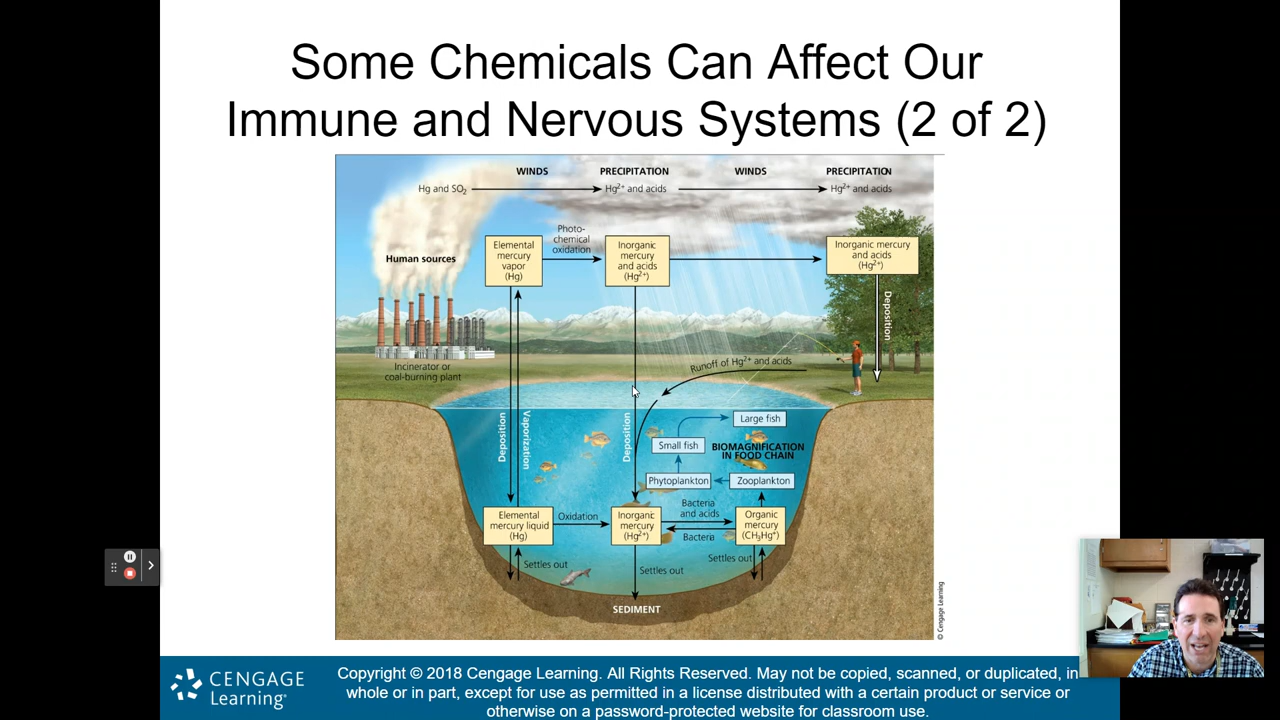 Some Chemicals Can Affect Our
Immune and Nervous Systems (2 of 2)
WINDS
PRECIPITATION
WINDS
PRECIPITATION
Hg and SO₂
Hg²⁺ and acids
Hg²⁺ and acids
Human sources
Elemental
mercury
vapor
(Hg)
Photo-
chemical
oxidation
Inorganic
mercury
and acids
(Hg²⁺)
Inorganic mercury
and acids
(Hg²⁺)
Deposition
Incinerator or
coal-burning plant
Runoff of Hg²⁺ and acids
Deposition
Vaporization
Deposition
Large fish
Small fish
BIOMAGNIFICATION
IN FOOD CHAIN
Phytoplankton
Zooplankton
Elemental
mercury liquid
(Hg)
Oxidation
Inorganic
mercury
(Hg²⁺)
Bacteria
and acids
Bacteria
Organic
mercury
(CH₃Hg⁺)
Settles out
Settles out
Settles out
SEDIMENT
© Cengage Learning
CENGAGE
Learning®
Copyright © 2018 Cengage Learning. All Rights Reserved. May not be copied, scanned, or duplicated, in
whole or in part, except for use as permitted in a license distributed with a certain product or service or
otherwise on a password-protected website for classroom use.